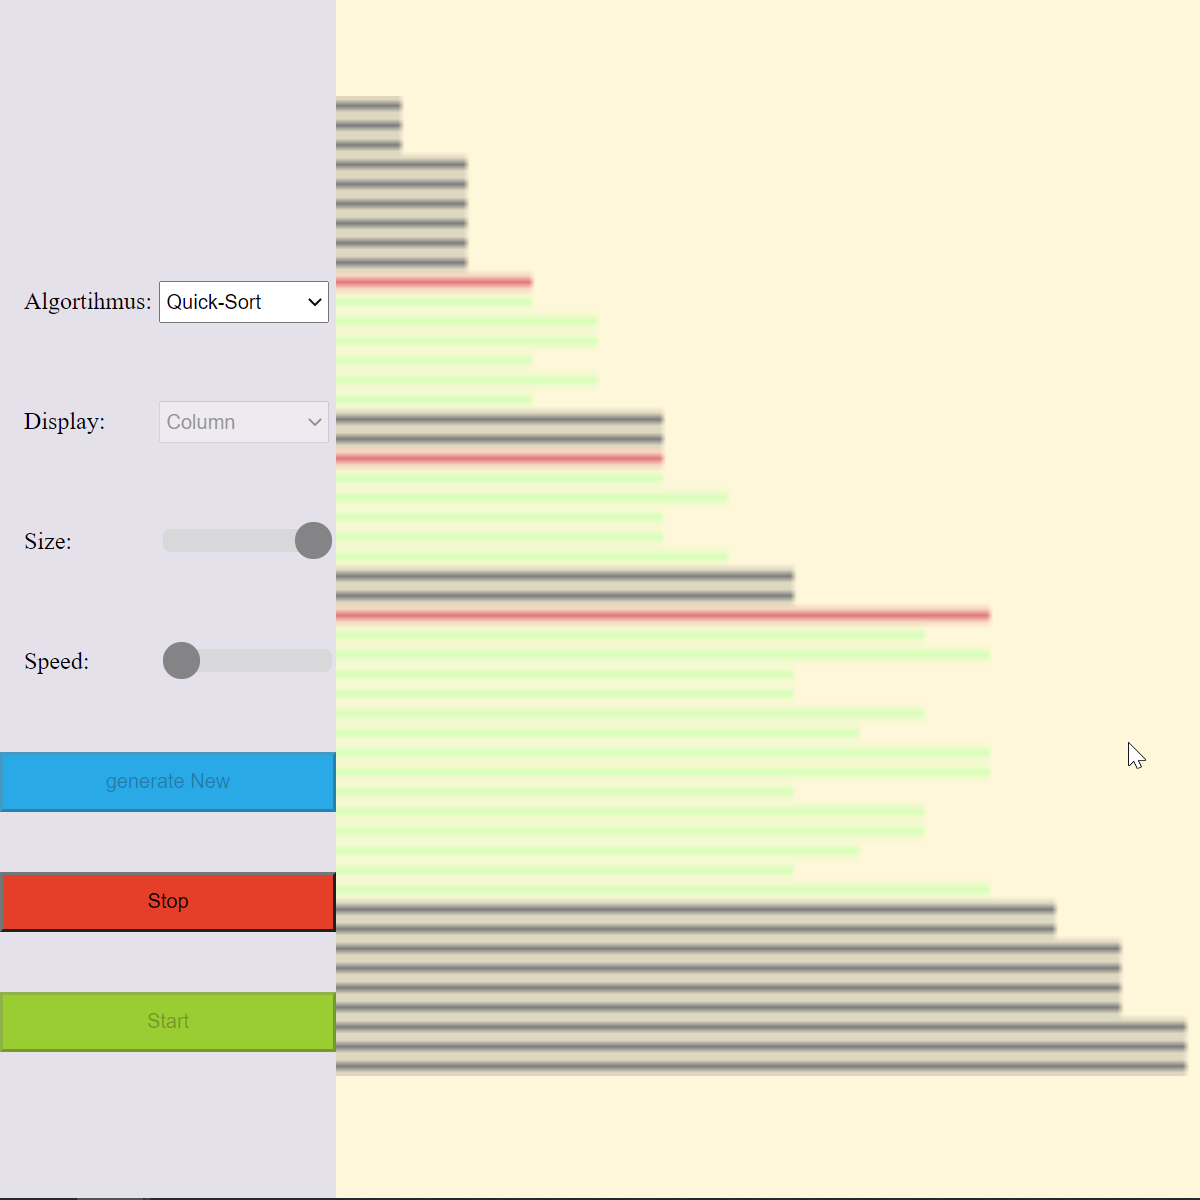 Algortihmus: Quick-Sort
Display: Column
Size:
Speed:
generate New
Stop
Start